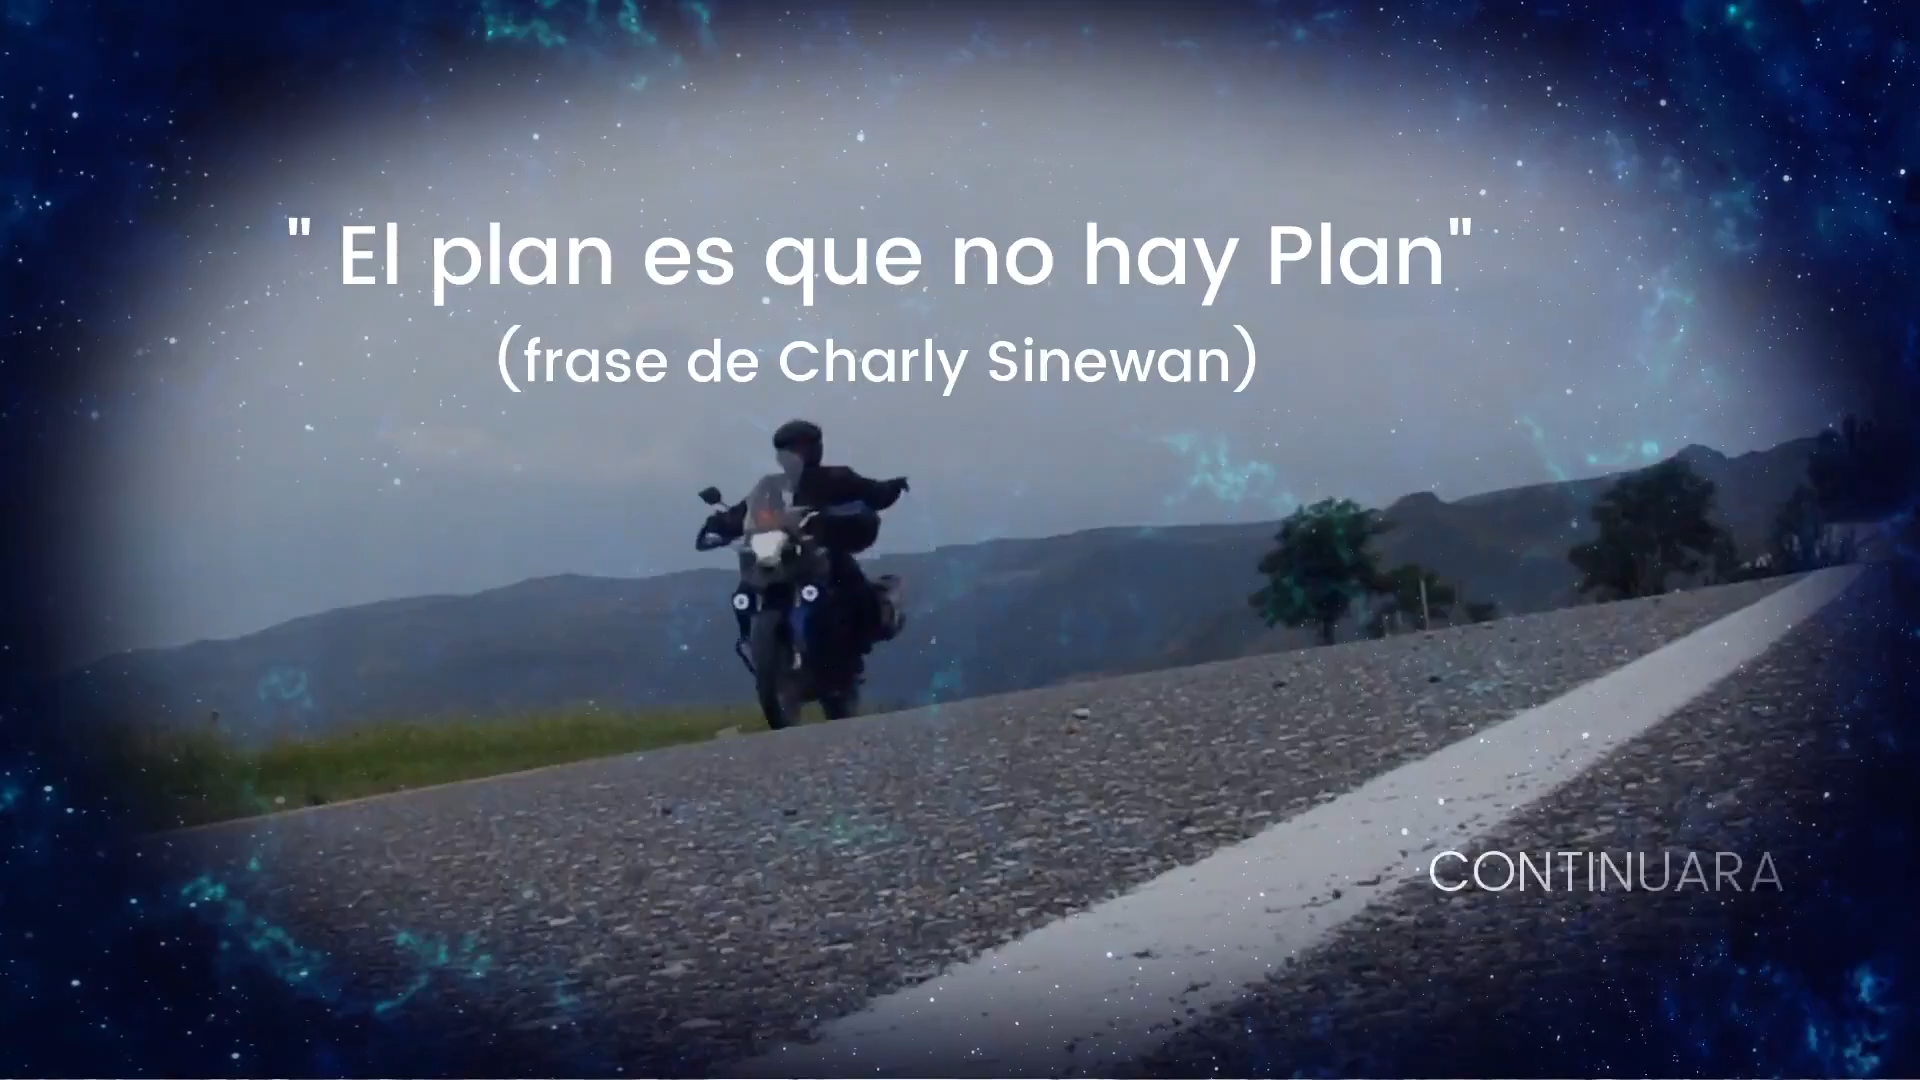 " El plan es que no hay Plan"
(frase de Charly Sinewan)
CONTINUARA